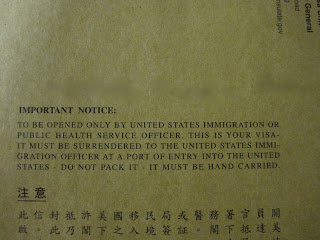 General
IMPORTANT NOTICE:
TO BE OPENED ONLY BY UNITED STATES IMMIGRATION OR
PUBLIC HEALTH SERVICE OFFICER. THIS IS YOUR VISA-
IT MUST BE SURRENDERED TO THE UNITED STATES IMMI-
GRATION OFFICER AT A PORT OF ENTRY INTO THE UNITED
STATES - DO NOT PACK IT - IT MUST BE HAND CARRIED.
注意
此信封祗許美國移民局或醫務署官員開
啟。此乃閣下之入境簽証。閣下抵達美